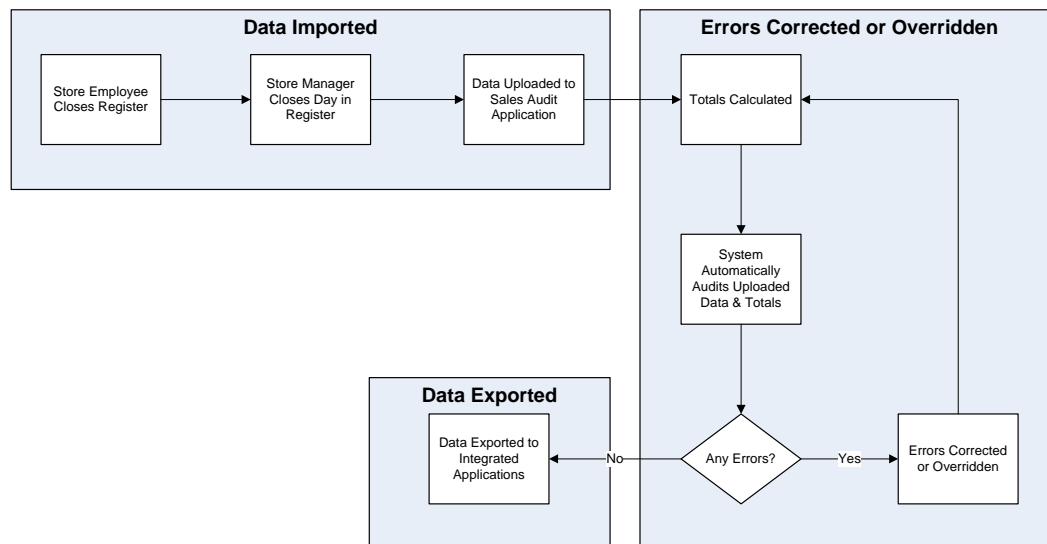 Data Imported
Store Employee
Closes Register
Store Manager
Closes Day in
Register
Data Uploaded to
Sales Audit
Application
Errors Corrected or Overridden
Totals Calculated
System
Automatically
Audits Uploaded
Data & Totals
Any Errors?
Yes
Errors Corrected
or Overridden
No
Data Exported
Data Exported to
Integrated
Applications